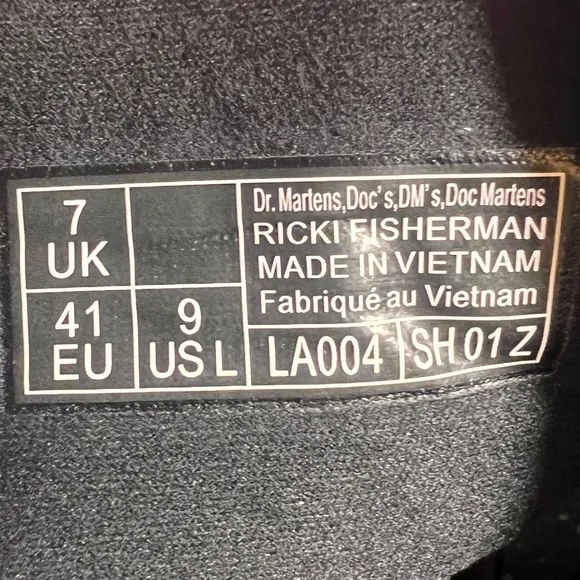 7
UK
41
EU
9
US L
Dr. Martens,Doc's,DM's,Doc Martens
RICKI FISHERMAN
MADE IN VIETNAM
Fabriqué au Vietnam
LA004 SH 01 Z